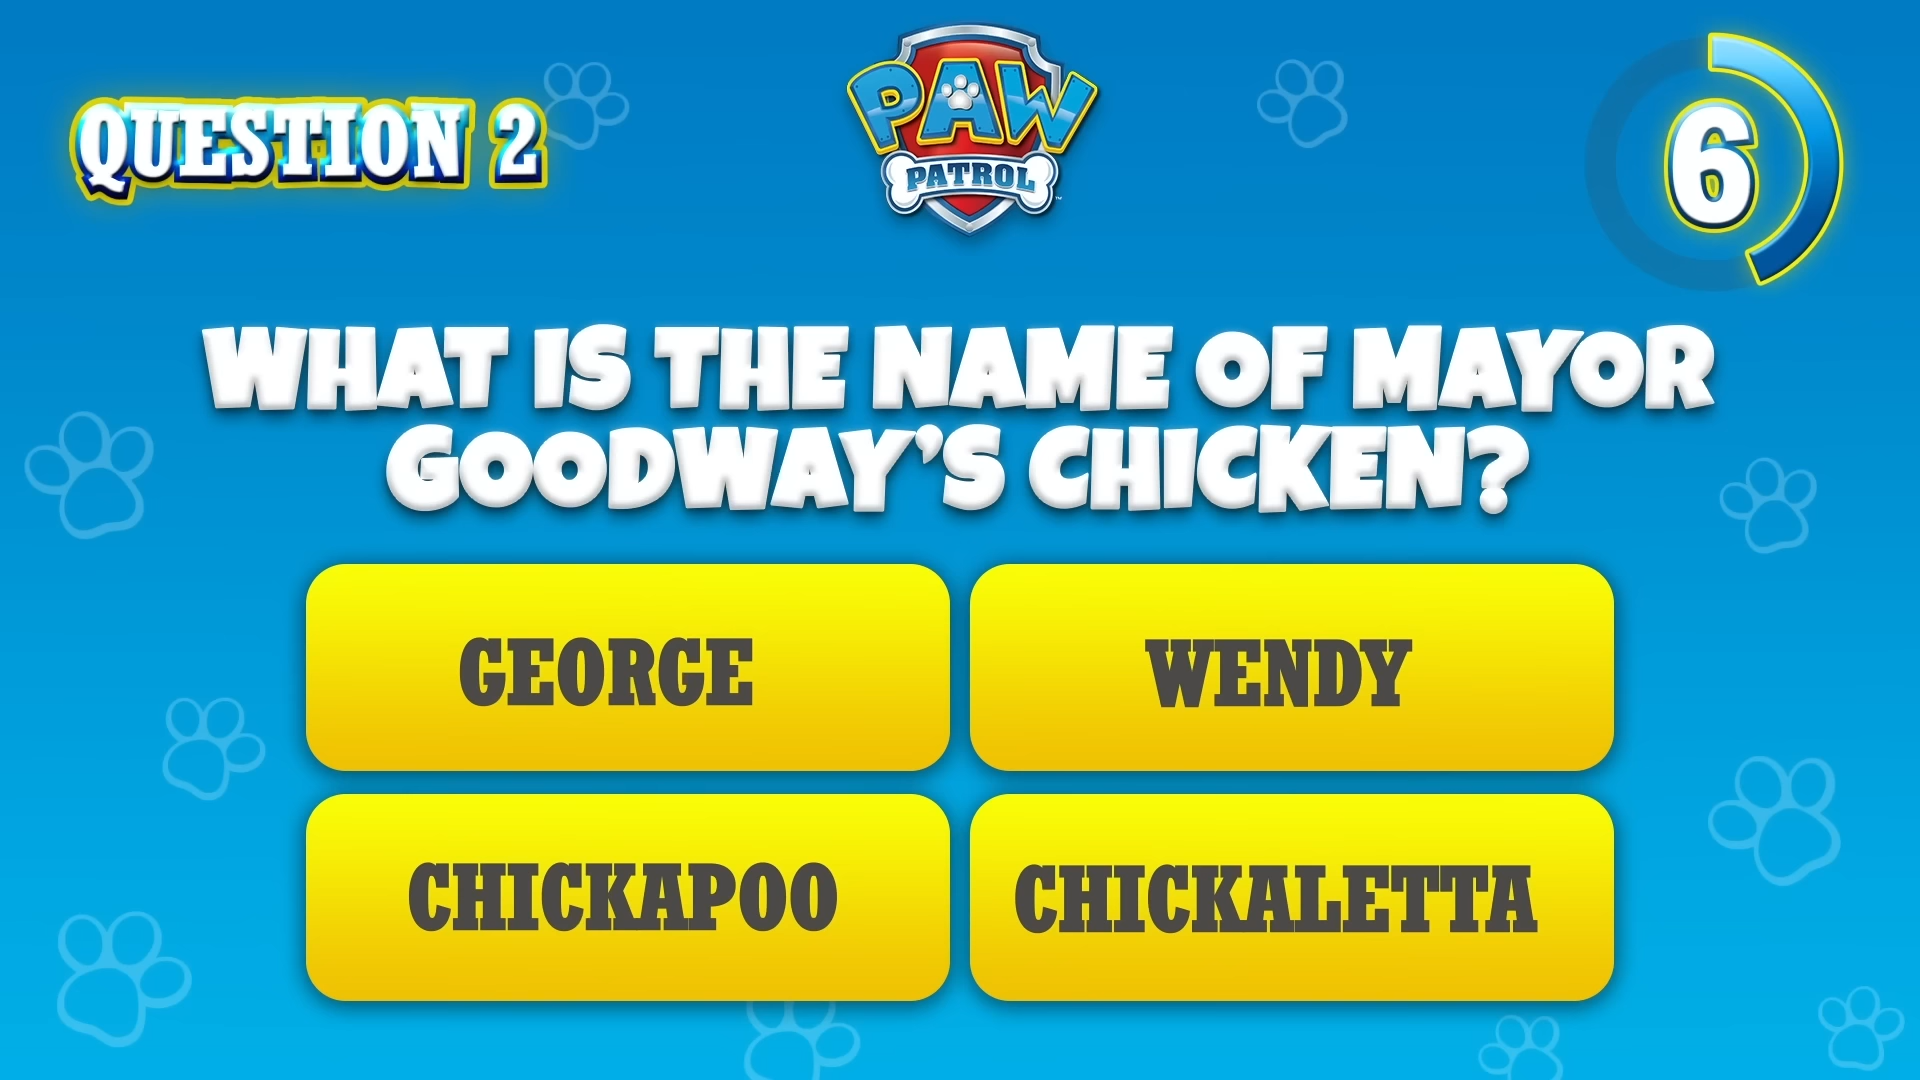 QUESTION 2
PAW
PATROL
6
WHAT IS THE NAME OF MAYOR
GOODWAY’S CHICKEN?
GEORGE
WENDY
CHICKAPOO
CHICKALETTA